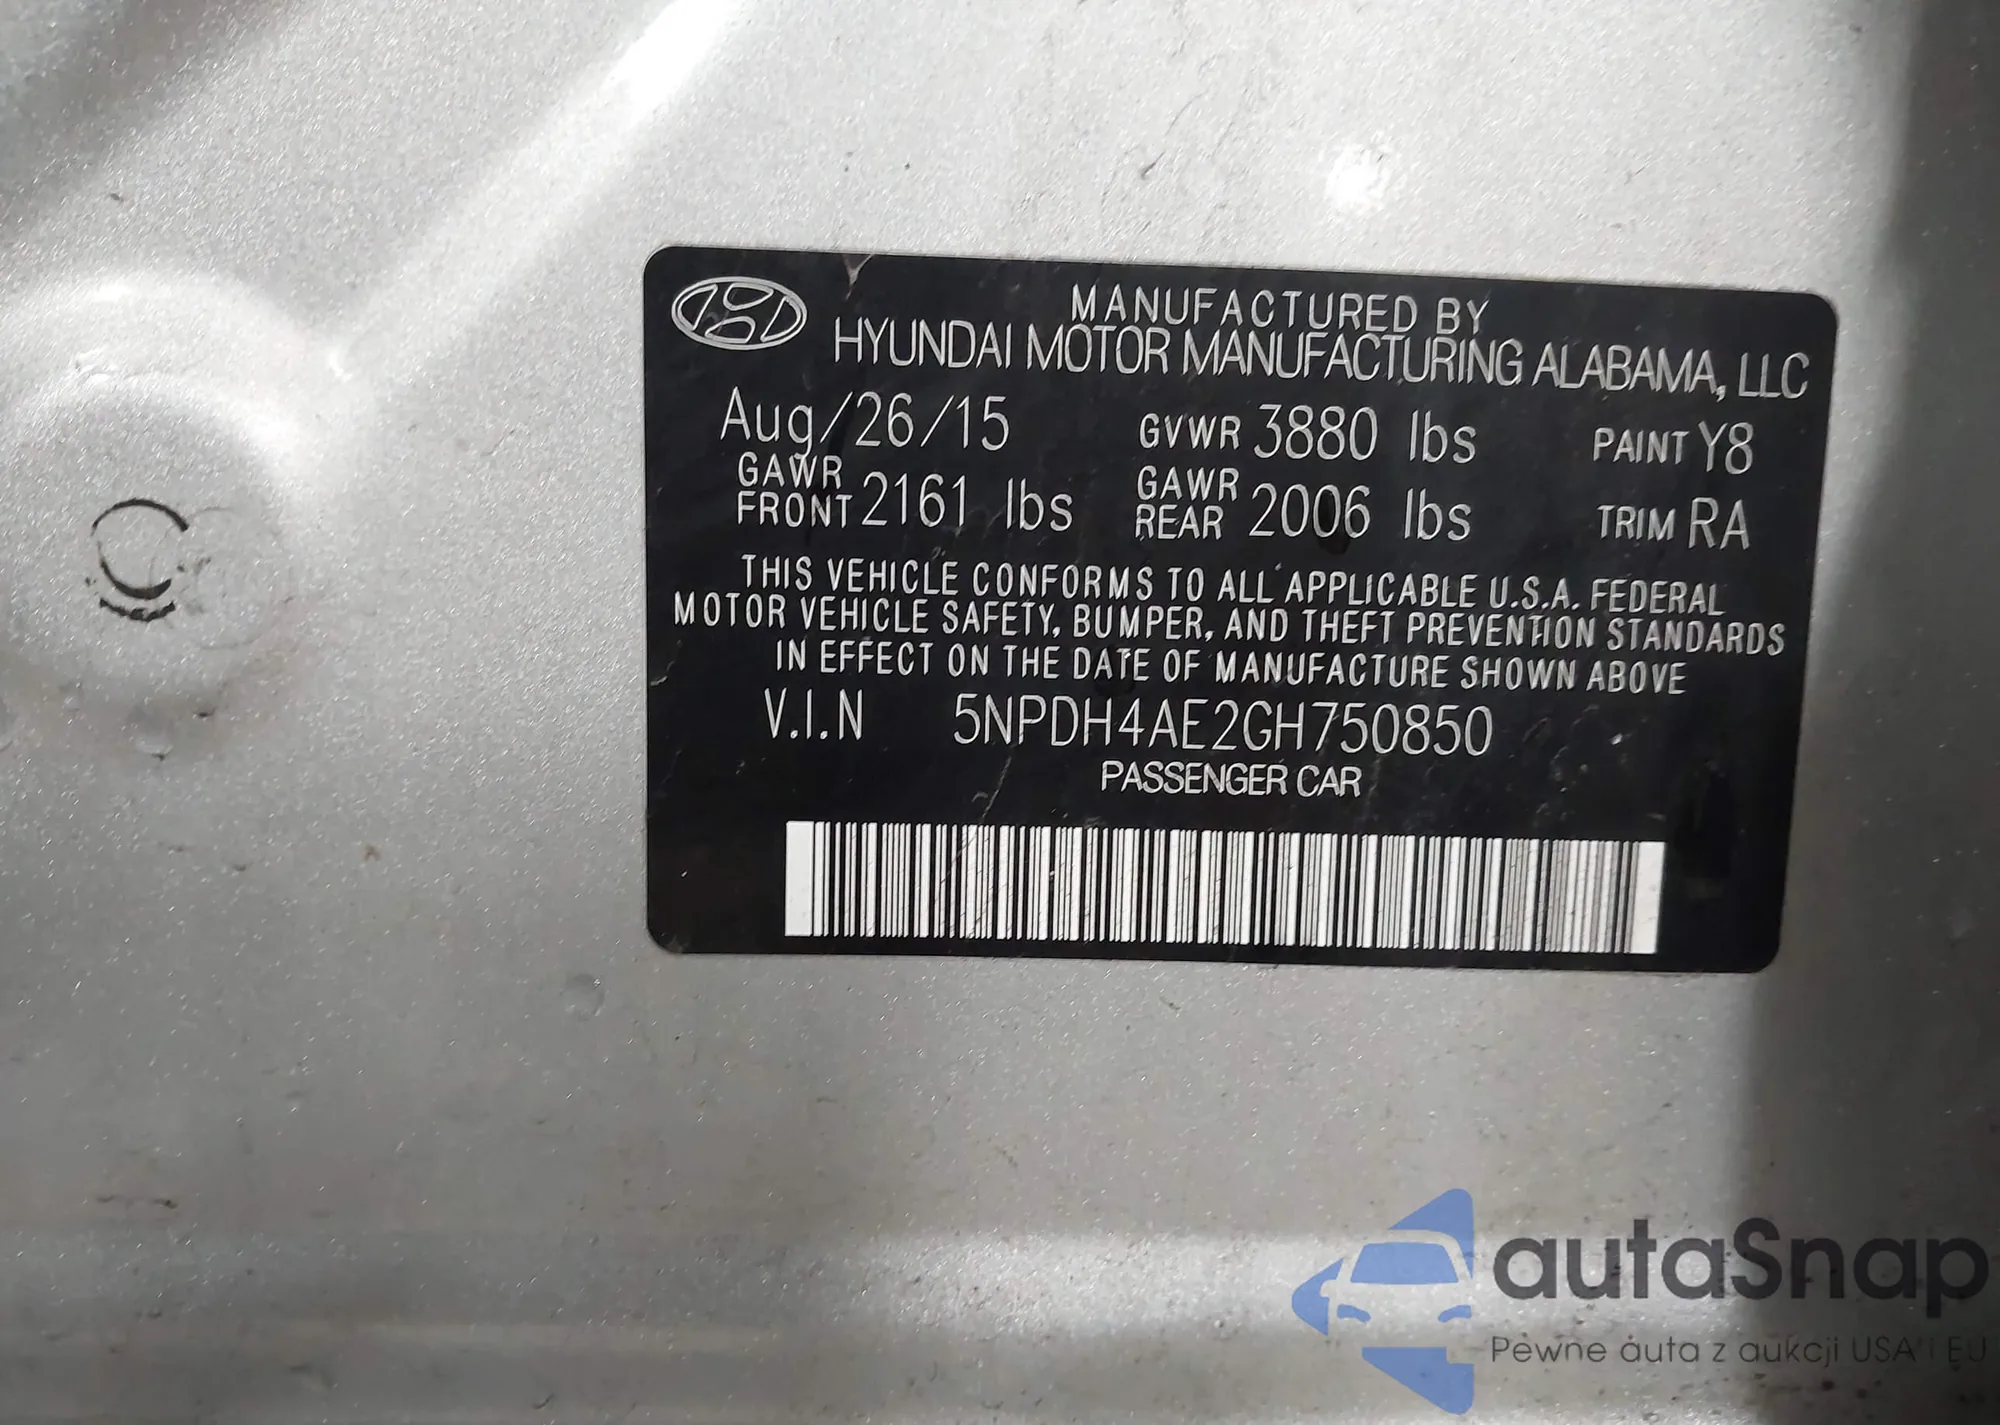 MANUFACTURED BY
HYUNDAI MOTOR MANUFACTURING ALABAMA, LLC
Aug/26/15 GVWR 3880 lbs PAINT Y8
GAWR FRONT 2161 lbs GAWR REAR 2006 lbs TRIM RA
THIS VEHICLE CONFORMS TO ALL APPLICABLE U.S.A. FEDERAL
MOTOR VEHICLE SAFETY, BUMPER, AND THEFT PREVENTION STANDARDS
IN EFFECT ON THE DATE OF MANUFACTURE SHOWN ABOVE
V.I.N 5NPDH4AE2GH750850
PASSENGER CAR
autaSnap
Pewne auta z aukcji USA i EU